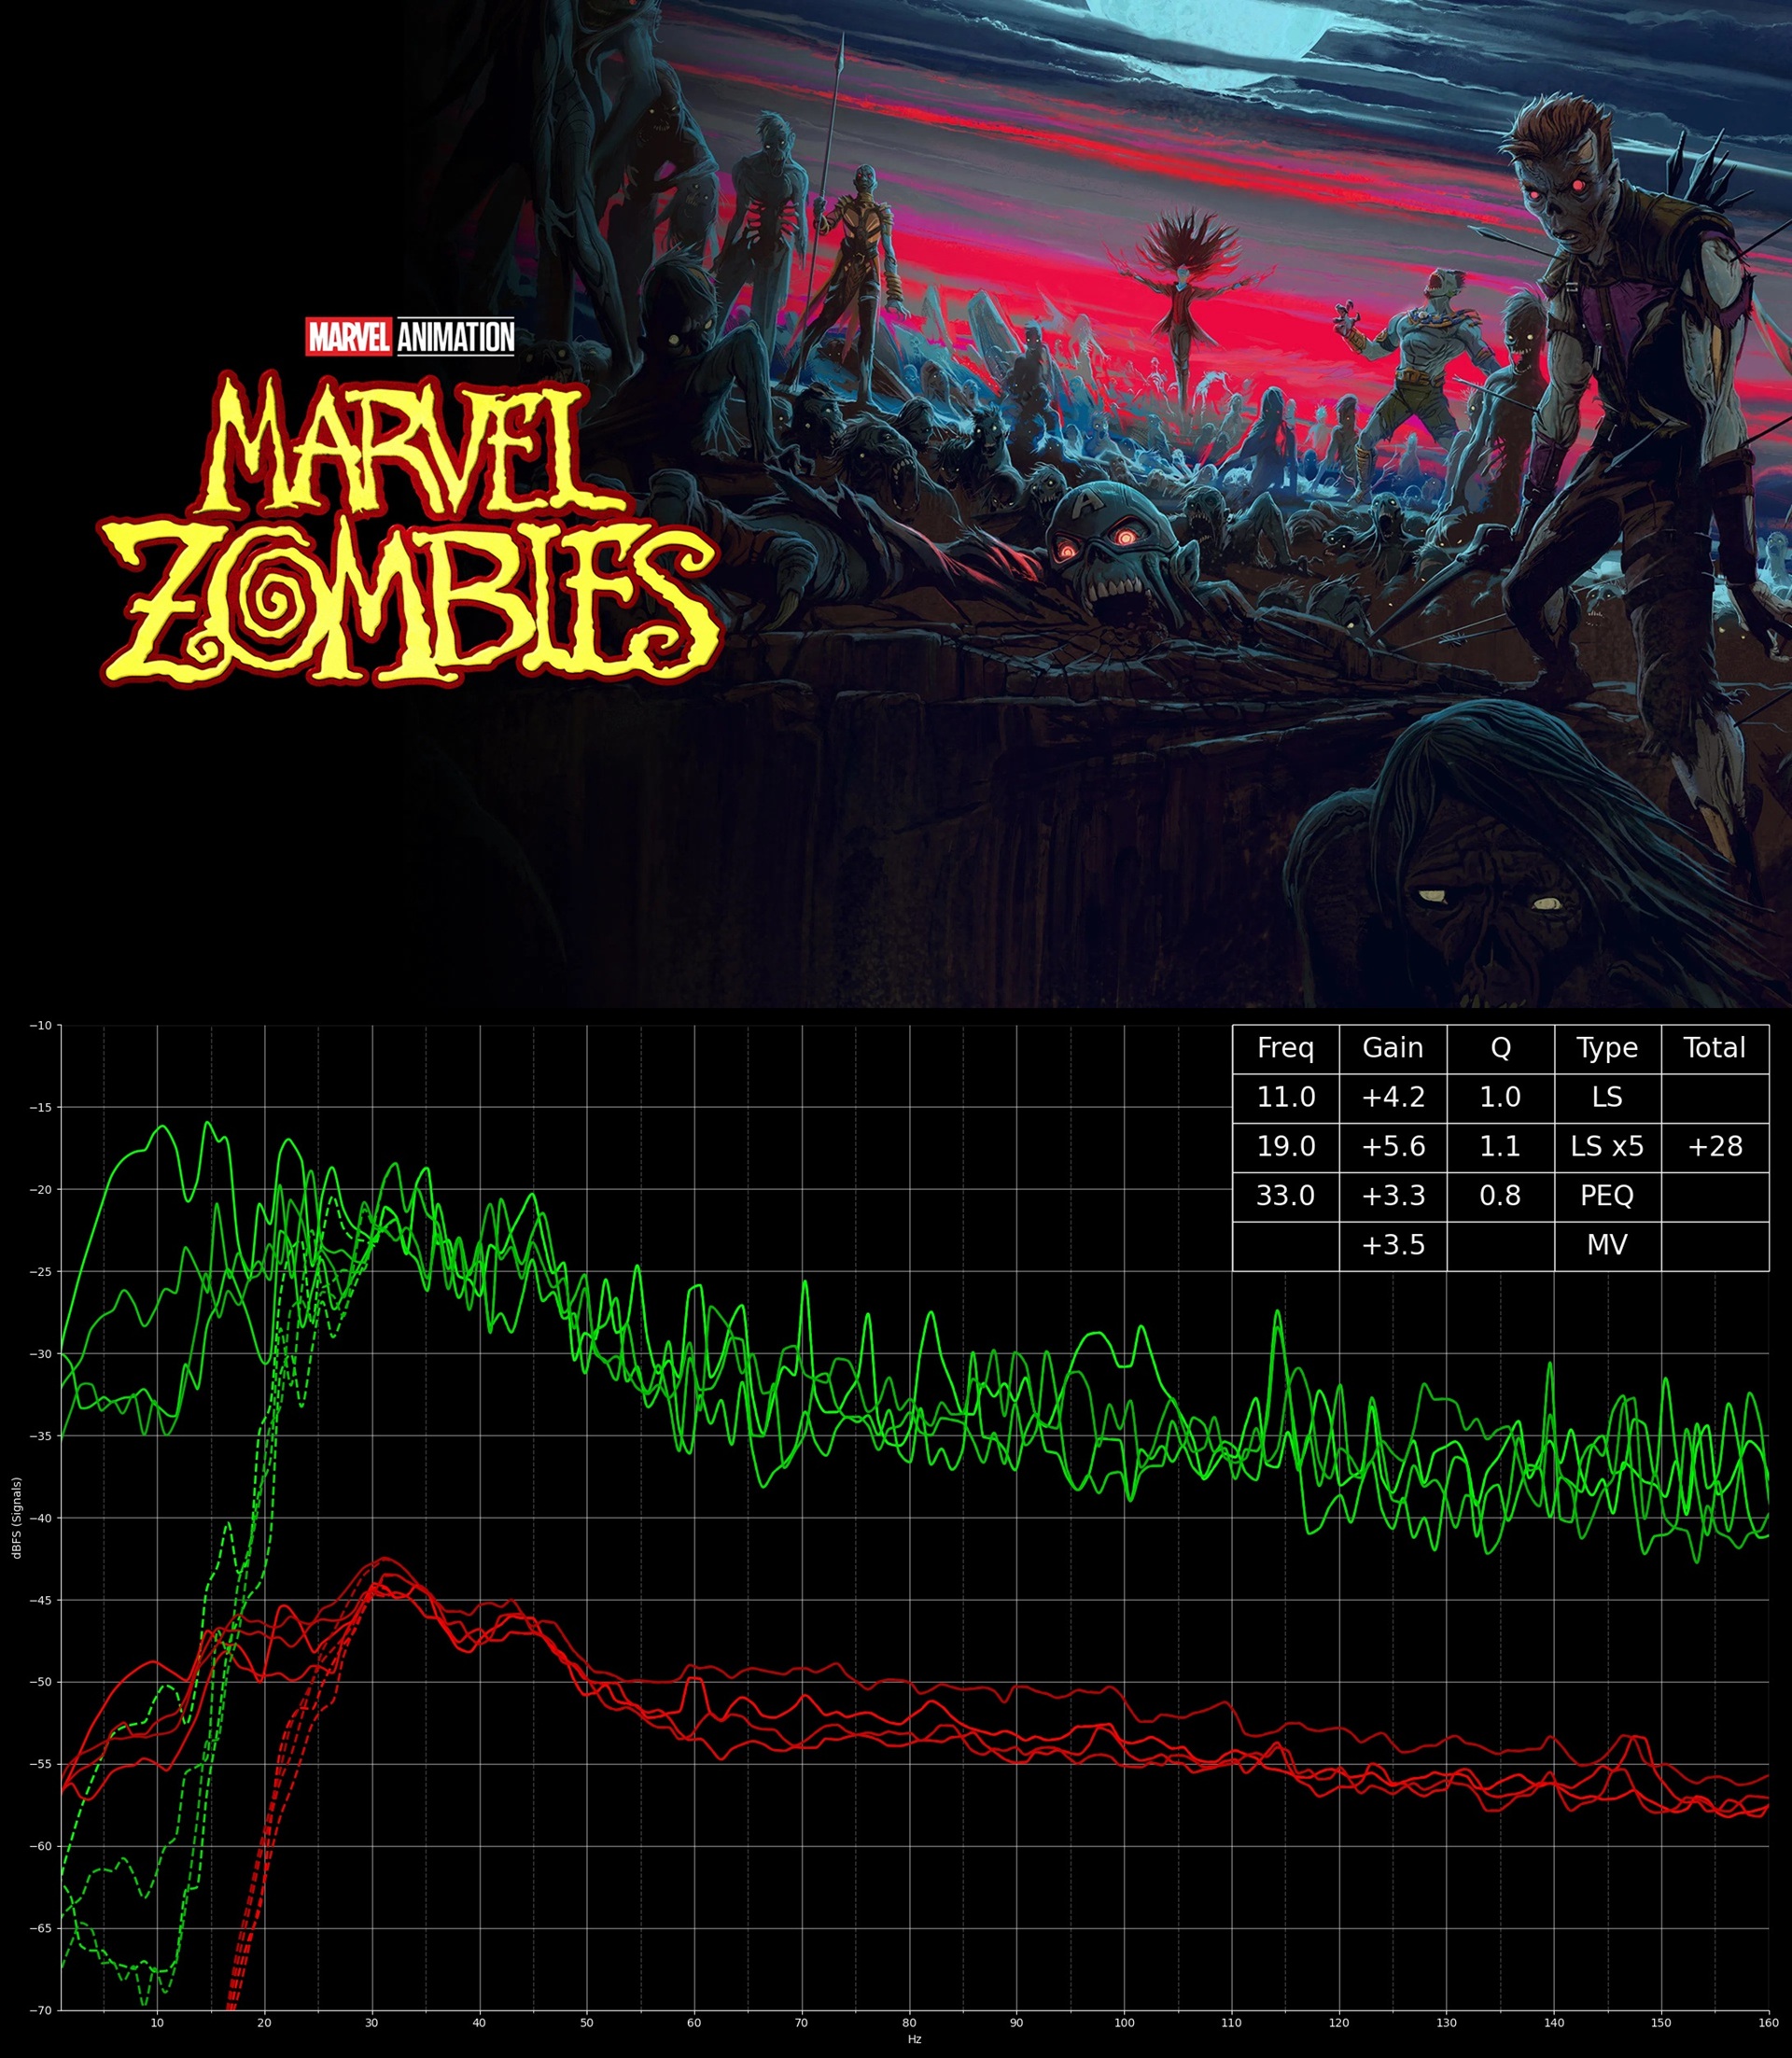 MARVEL ANIMATION
MARVEL
ZOMBIES
A
Freq Gain Q Type Total
11.0 +4.2 1.0 LS
19.0 +5.6 1.1 LS x5 +28
33.0 +3.3 0.8 PEQ
+3.5 MV
−10
−15
−20
−25
−30
−35
−40
−45
−50
−55
−60
−65
−70
dBFS (Signals)
10 20 30 40 50 60 70 80 90 100 110 120 130 140 150 160
Hz